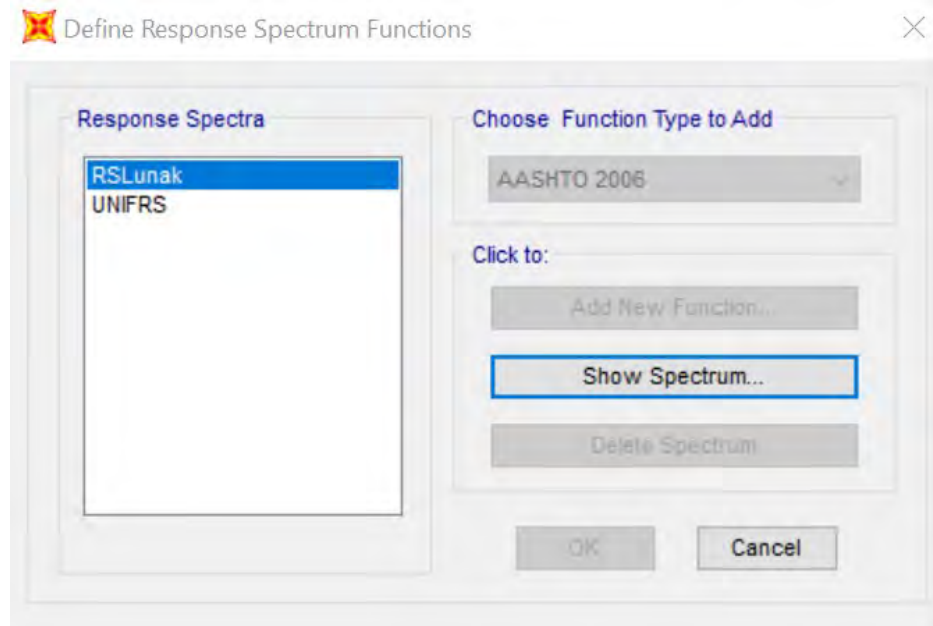 Define Response Spectrum Functions
Response Spectra
RSLunak
UNIFRS
Choose Function Type to Add
AASHTO 2006
Click to:
Add New Function...
Show Spectrum...
Delete Spectrum
OK
Cancel